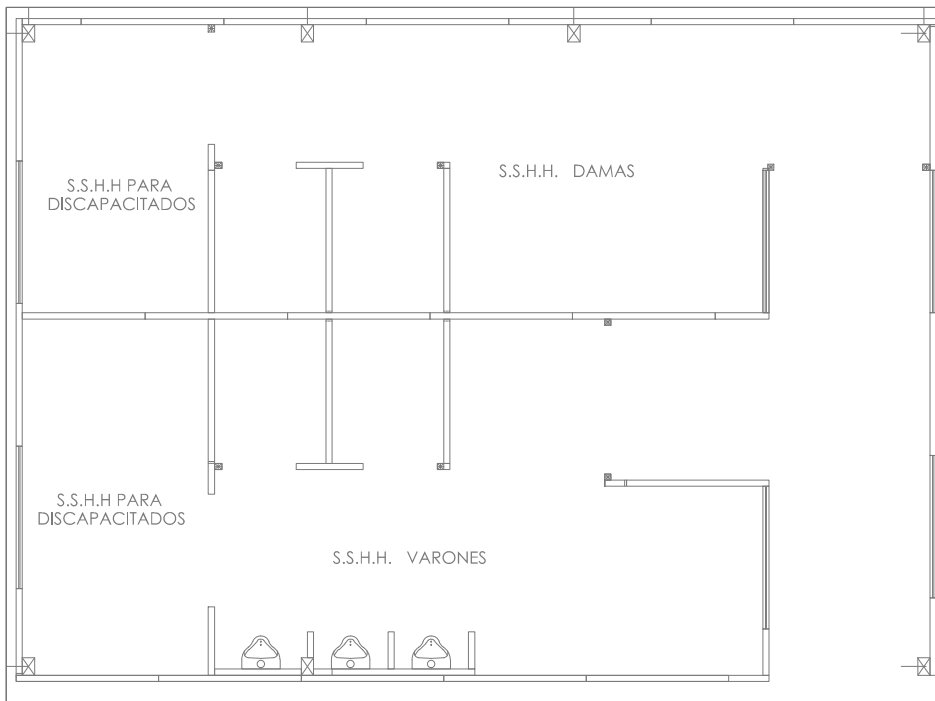 S.S.H.H PARA
DISCAPACITADOS
S.S.H.H. DAMAS
S.S.H.H PARA
DISCAPACITADOS
S.S.H.H. VARONES